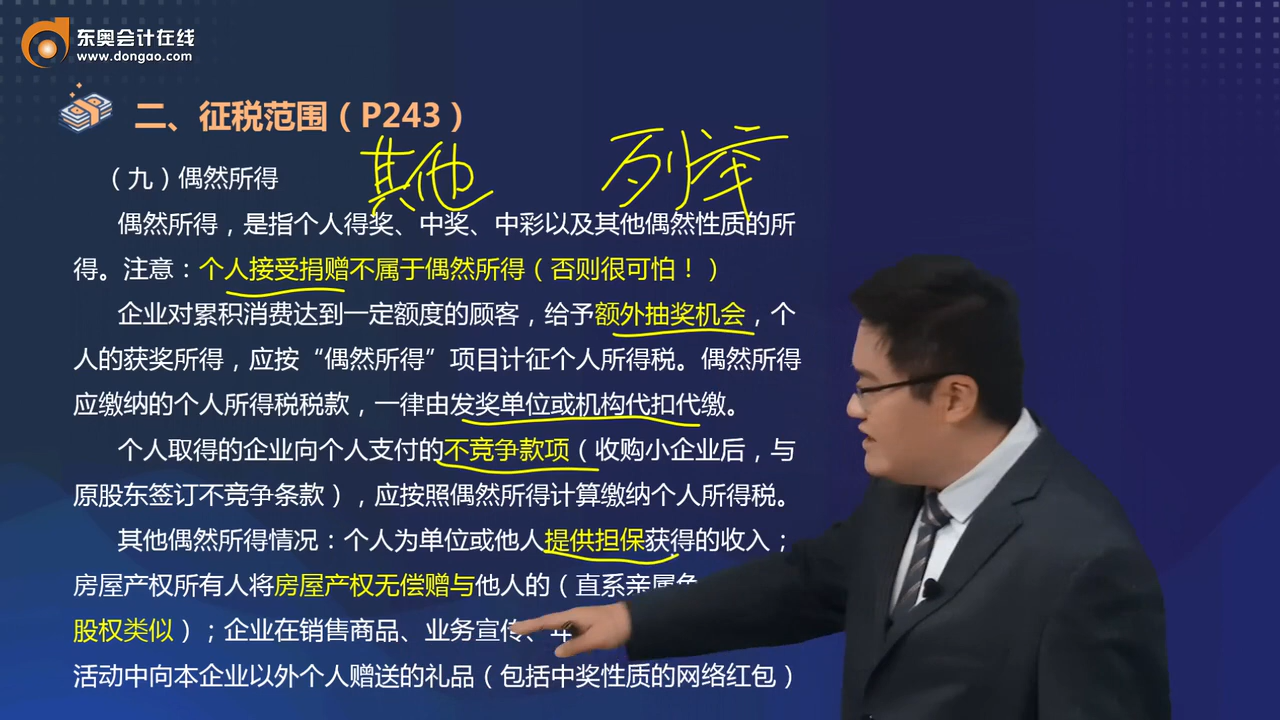 东奥会计在线
www.dongao.com
二、征税范围（P243）
其他 列举
（九）偶然所得
偶然所得，是指个人得奖、中奖、中彩以及其他偶然性质的所
得。注意：个人接受捐赠不属于偶然所得（否则很可怕！）
企业对累积消费达到一定额度的顾客，给予额外抽奖机会，个
人的获奖所得，应按“偶然所得”项目计征个人所得税。偶然所得
应缴纳的个人所得税税款，一律由发奖单位或机构代扣代缴。
个人取得的企业向个人支付的不竞争款项（收购小企业后，与
原股东签订不竞争条款），应按照偶然所得计算缴纳个人所得税。
其他偶然所得情况：个人为单位或他人提供担保获得的收入；
房屋产权所有人将房屋产权无偿赠与他人的（直系亲属
股权类似）；企业在销售商品、业务宣传、
活动中向本企业以外个人赠送的礼品（包括中奖性质的网络红包）